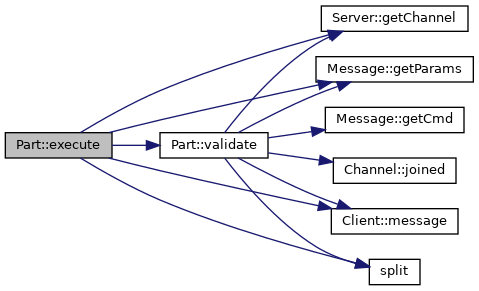 Server::getChannel
Message::getParams
Part::execute
Part::validate
Message::getCmd
Channel::joined
Client::message
split